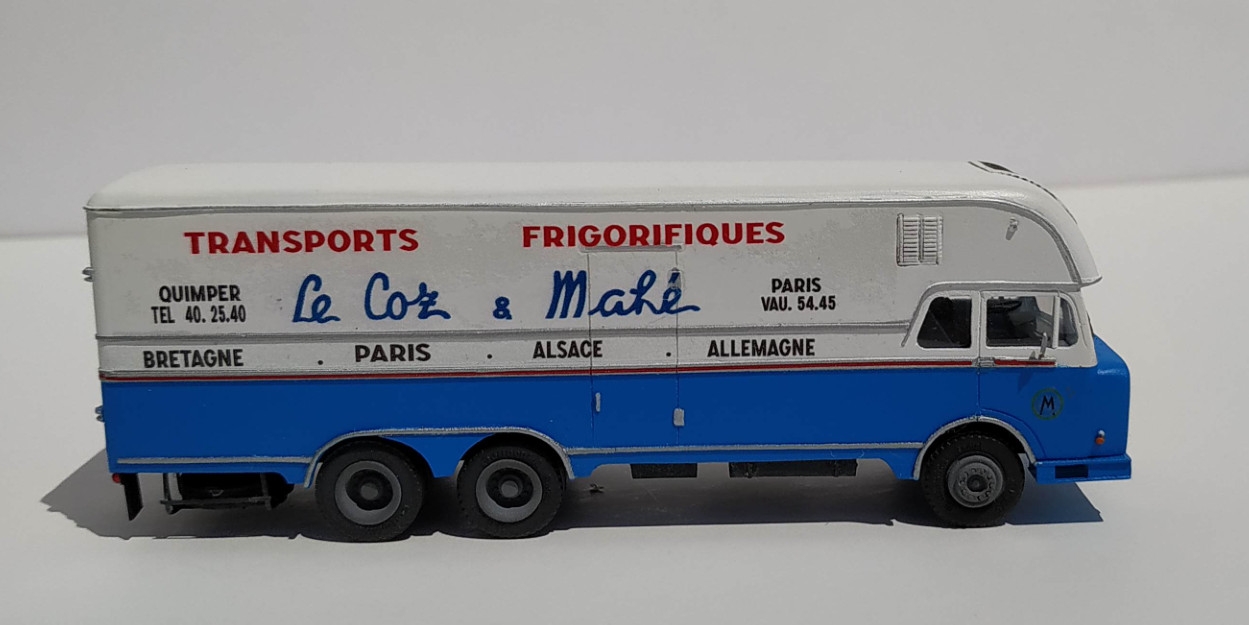 TRANSPORTS FRIGORIFIQUES
QUIMPER
TEL 40. 25.40
Le Coz & Mahé
PARIS
VAU. 54.45
BRETAGNE . PARIS . ALSACE . ALLEMAGNE
M